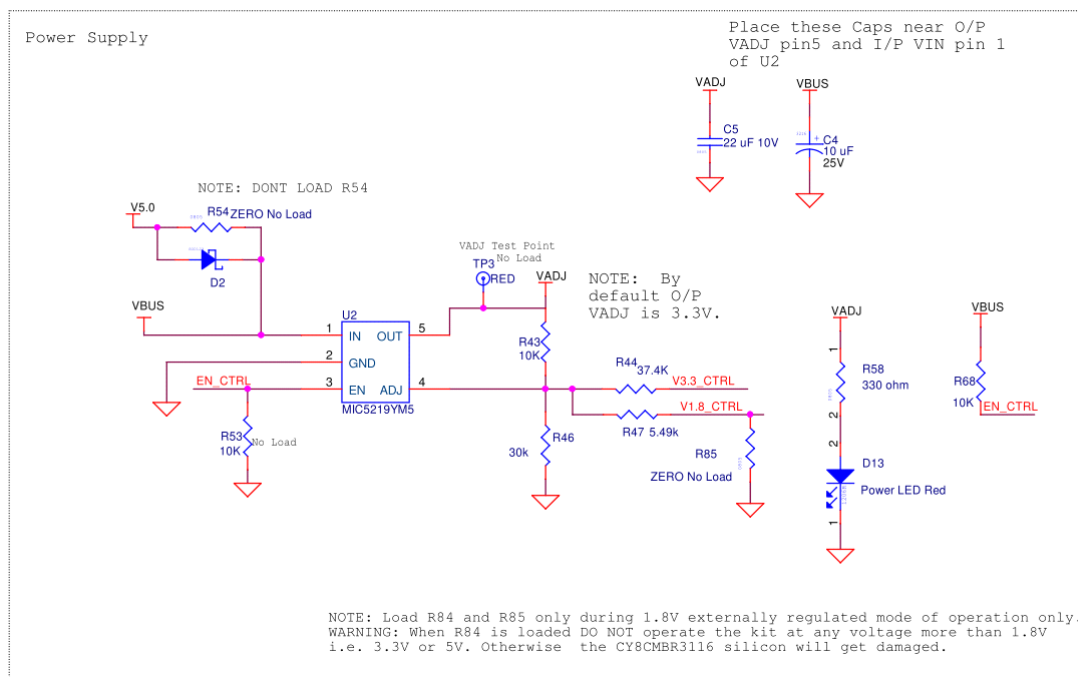 Power Supply
Place these Caps near O/P
VADJ pin5 and I/P VIN pin 1
of U2
VADJ
VBUS
C5
22 uF 10V
+
C4
10 uF
25V
NOTE: DONT LOAD R54
V5.0
R54
ZERO No Load
D2
VADJ Test Point
No Load
TP3
RED
VADJ
NOTE:  By
default O/P
VADJ is 3.3V.
VBUS
U2
1
IN
OUT
5
2
GND
EN_CTRL
3
EN
ADJ
4
MIC5219YM5
R53
10K
No Load
R43
10K
R44
37.4K
V3.3_CTRL
V1.8_CTRL
R47 5.49k
R46
30k
R85
ZERO No Load
VADJ
1
R58
330 ohm
2
2
D13
Power LED Red
1
VBUS
R68
10K
EN_CTRL
NOTE: Load R84 and R85 only during 1.8V externally regulated mode of operation only.
WARNING: When R84 is loaded DO NOT operate the kit at any voltage more than 1.8V
i.e. 3.3V or 5V. Otherwise  the CY8CMBR3116 silicon will get damaged.